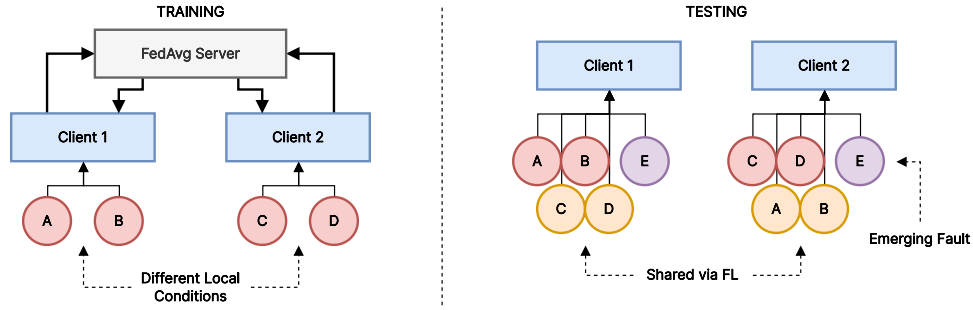 TRAINING
FedAvg Server
Client 1
Client 2
A
B
C
D
Different Local
Conditions
TESTING
Client 1
Client 2
A
B
E
C
D
C
D
E
A
B
Emerging Fault
Shared via FL